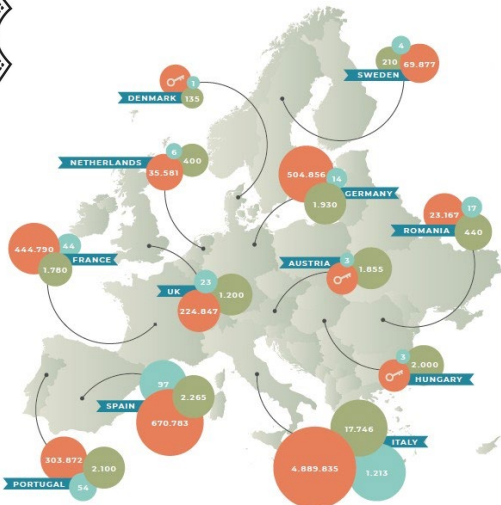 4
210
69.877
SWEDEN
1
DENMARK
135
6
NETHERLANDS
400
35.581
504.856
14
GERMANY
1.930
23.167
17
ROMANIA
440
444.790
44
FRANCE
1.780
AUSTRIA
3
1.855
UK
23
1.200
224.847
3
2.000
HUNGARY
97
SPAIN
2.265
670.783
17.746
ITALY
4.889.835
1.213
303.872
2.100
PORTUGAL
54